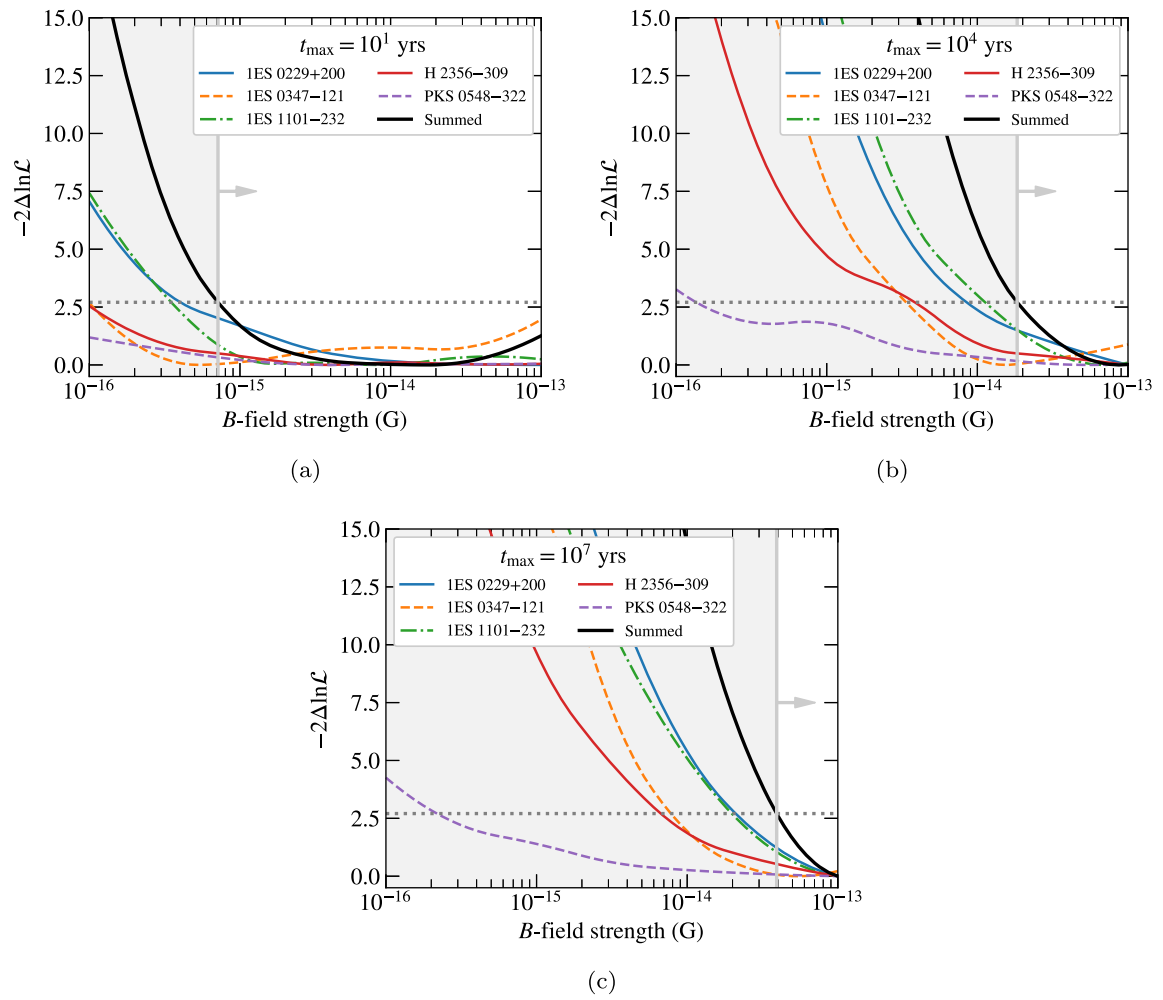 15.0
12.5
10.0
7.5
5.0
2.5
0.0
−2Δln𝓛
t_max = 10^1 yrs
1ES 0229+200
1ES 0347−121
1ES 1101−232
H 2356−309
PKS 0548−322
Summed
10^−16
10^−15
10^−14
10^−13
B-field strength (G)
(a)
15.0
12.5
10.0
7.5
5.0
2.5
0.0
−2Δln𝓛
t_max = 10^4 yrs
1ES 0229+200
1ES 0347−121
1ES 1101−232
H 2356−309
PKS 0548−322
Summed
10^−16
10^−15
10^−14
10^−13
B-field strength (G)
(b)
15.0
12.5
10.0
7.5
5.0
2.5
0.0
−2Δln𝓛
t_max = 10^7 yrs
1ES 0229+200
1ES 0347−121
1ES 1101−232
H 2356−309
PKS 0548−322
Summed
10^−16
10^−15
10^−14
10^−13
B-field strength (G)
(c)